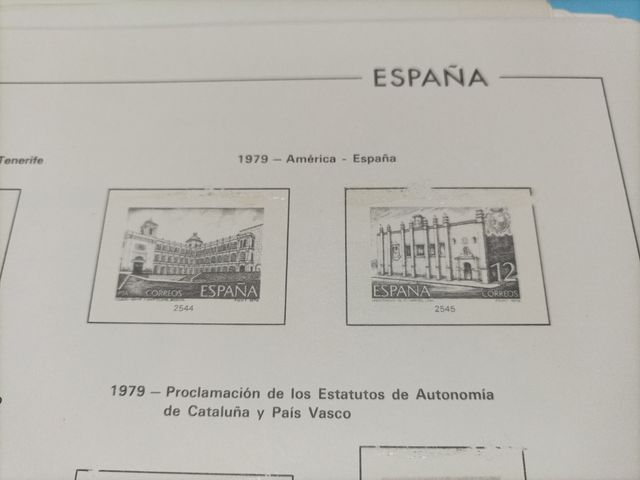 ESPAÑA
Tenerife
1979 – América - España
7 CORREOS ESPAÑA
2544
12
ESPAÑA CORREOS
2545
1979 – Proclamación de los Estatutos de Autonomía
de Cataluña y País Vasco